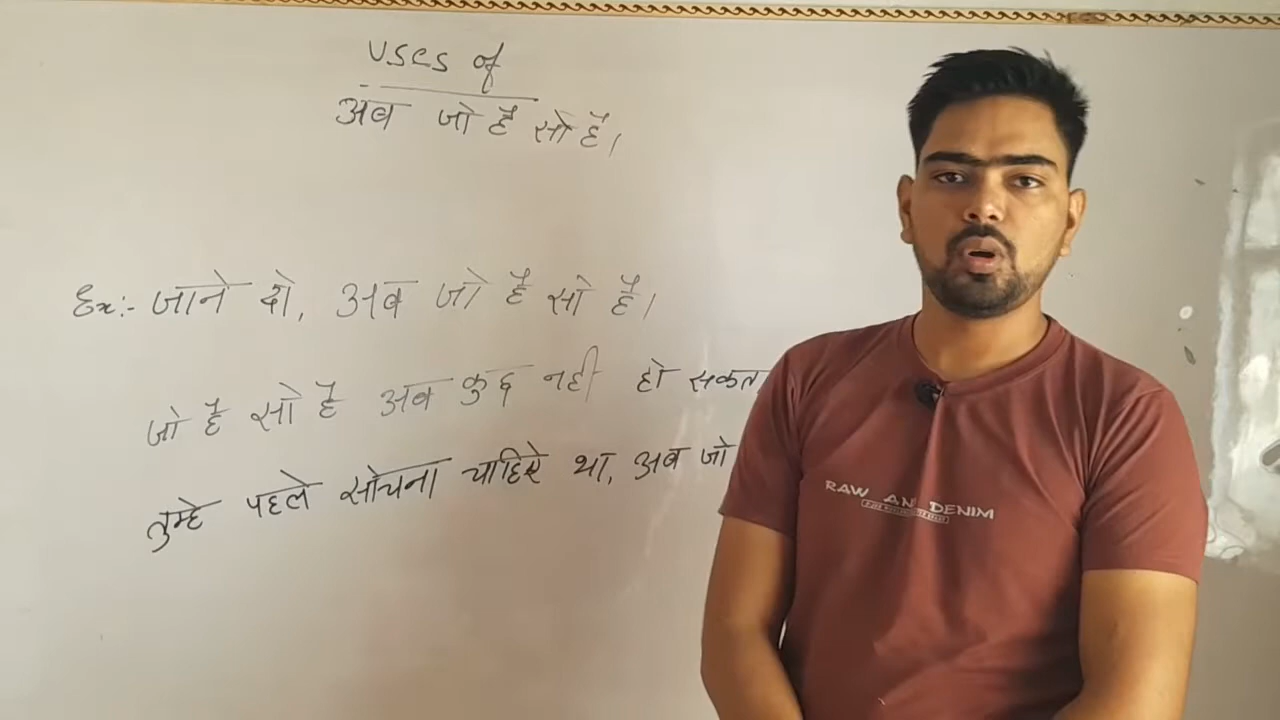 Uses of
अब जो है सो है।
Ex:- जाने दो, अब जो है सो है।
जो है सो है अब कुछ नही हो सकता
तुम्हे पहले सोचना चाहिए था, अब जो
RAW AND DENIM